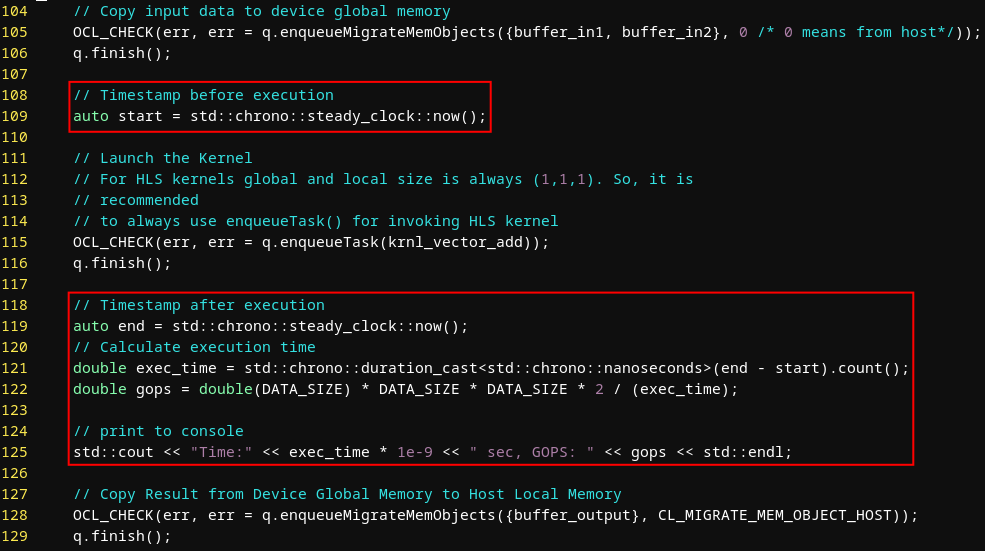 104     // Copy input data to device global memory
105     OCL_CHECK(err, err = q.enqueueMigrateMemObjects({buffer_in1, buffer_in2}, 0 /* 0 means from host*/));
106     q.finish();
107
108     // Timestamp before execution
109     auto start = std::chrono::steady_clock::now();
110
111     // Launch the Kernel
112     // For HLS kernels global and local size is always (1,1,1). So, it is
113     // recommended
114     // to always use enqueueTask() for invoking HLS kernel
115     OCL_CHECK(err, err = q.enqueueTask(krnl_vector_add));
116     q.finish();
117
118     // Timestamp after execution
119     auto end = std::chrono::steady_clock::now();
120     // Calculate execution time
121     double exec_time = std::chrono::duration_cast<std::chrono::nanoseconds>(end - start).count();
122     double gops = double(DATA_SIZE) * DATA_SIZE * DATA_SIZE * 2 / (exec_time);
123
124     // print to console
125     std::cout << "Time:" << exec_time * 1e-9 << " sec, GOPS: " << gops << std::endl;
126
127     // Copy Result from Device Global Memory to Host Local Memory
128     OCL_CHECK(err, err = q.enqueueMigrateMemObjects({buffer_output}, CL_MIGRATE_MEM_OBJECT_HOST));
129     q.finish();